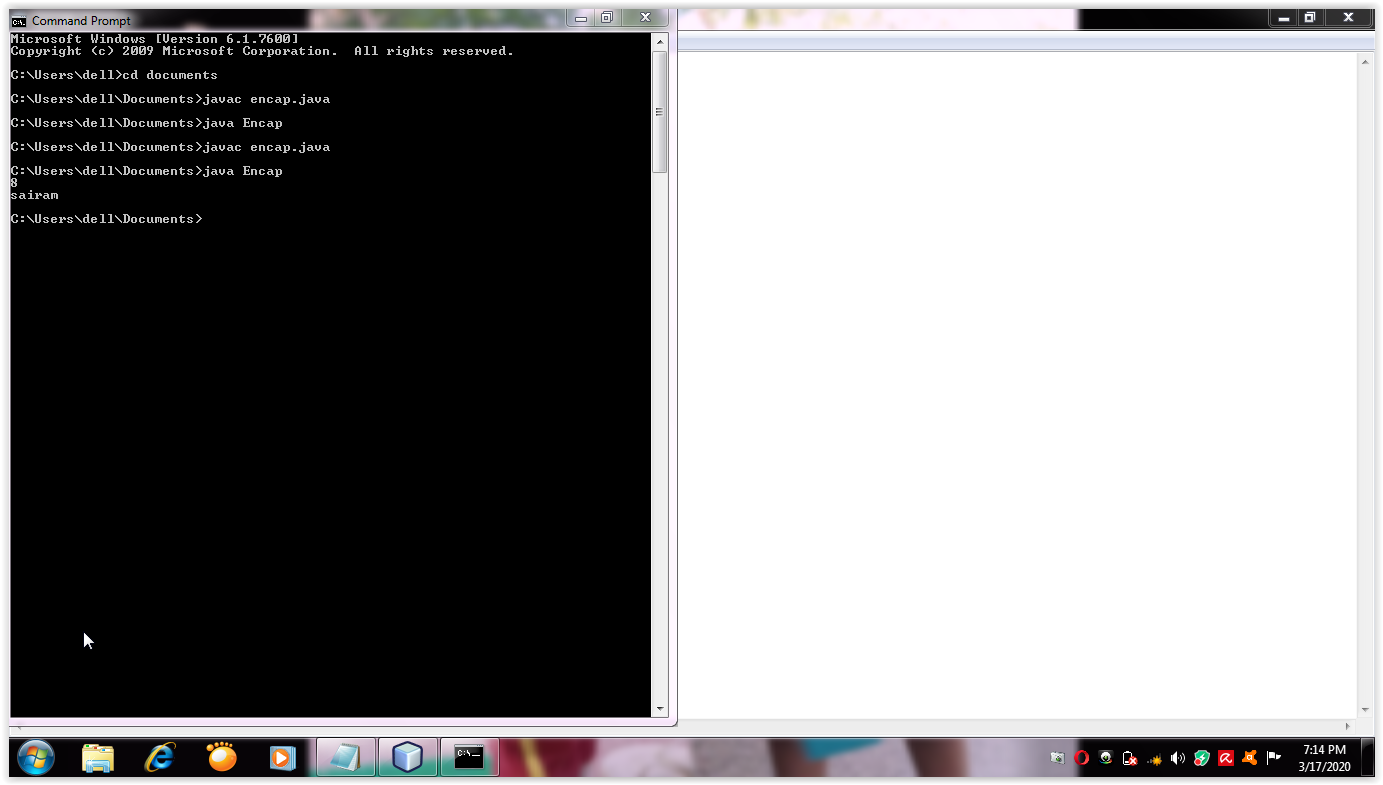 Command Prompt
Microsoft Windows [Version 6.1.7600]
Copyright (c) 2009 Microsoft Corporation.  All rights reserved.
C:\Users\dell>cd documents
C:\Users\dell\Documents>javac encap.java
C:\Users\dell\Documents>java Encap
C:\Users\dell\Documents>javac encap.java
C:\Users\dell\Documents>java Encap
8
sairam
C:\Users\dell\Documents>
7:14 PM
3/17/2020